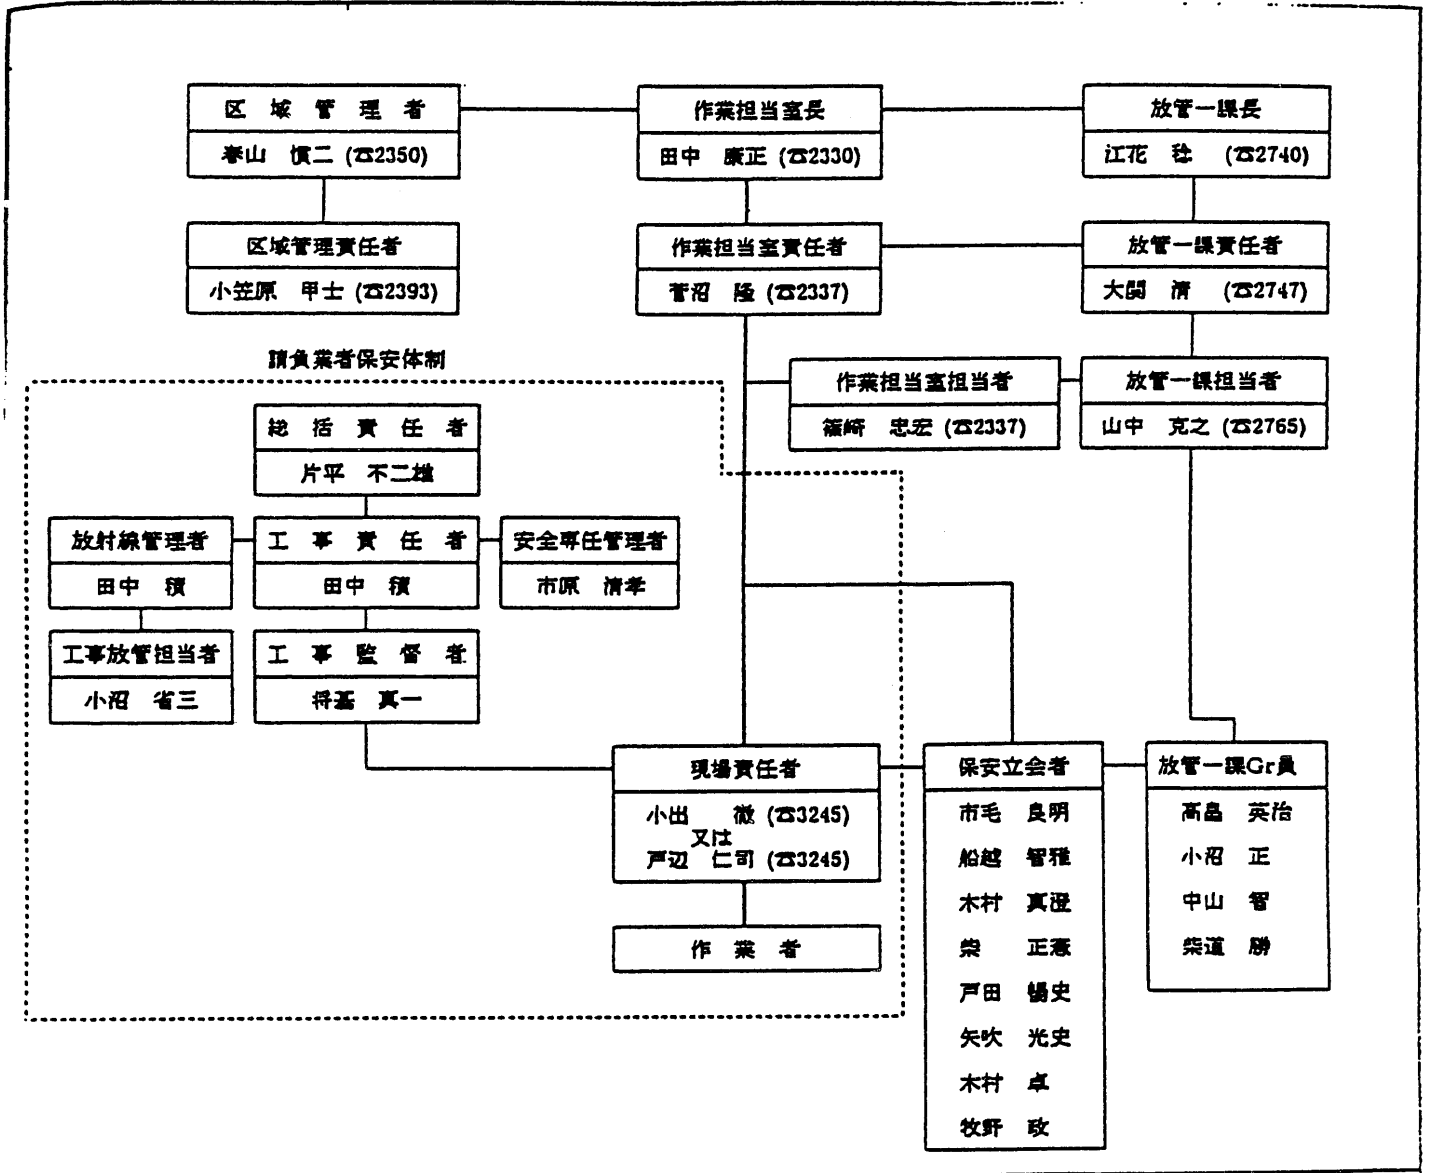 区域管理者
春山 慎二 (☎2350)
作業担当室長
田中 康正 (☎2330)
放管一課長
江花 稔 (☎2740)
区域管理責任者
小笠原 甲士 (☎2393)
作業担当室責任者
菅沼 隆 (☎2337)
放管一課責任者
大関 清 (☎2747)
請負業者保安体制
作業担当室担当者
篠崎 忠宏 (☎2337)
放管一課担当者
山中 克之 (☎2765)
総括責任者
片平 不二雄
放射線管理者
田中 積
工事責任者
田中 積
安全専任管理者
市原 清孝
工事放管担当者
小沼 省三
工事監督者
将基 真一
現場責任者
小出 徹 (☎3245)
又は
戸辺 仁司 (☎3245)
作業者
保安立会者
市毛 良明
船越 智雅
木村 真澄
正憲
戸田 暢史
矢吹 光史
木村 卓
牧野 政
放管一課Gr員
高畠 英治
小沼 正
中山 智
柴道 勝